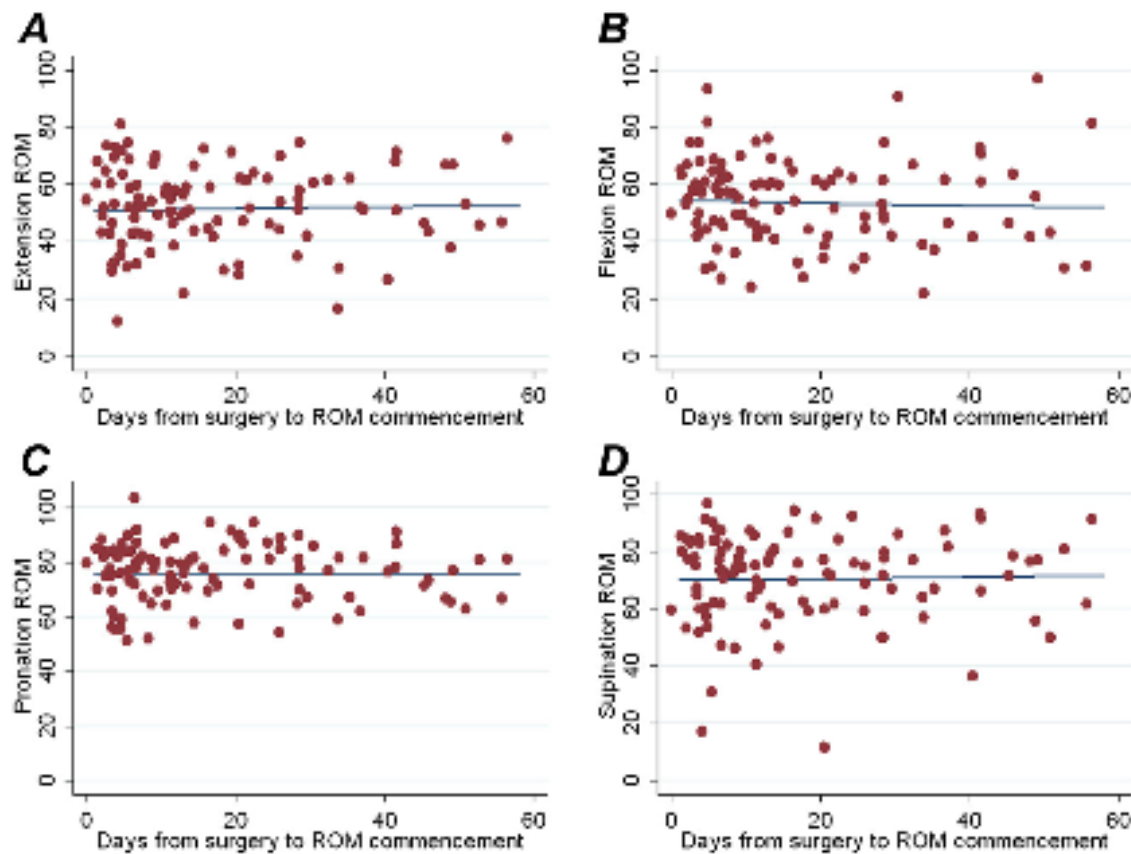 A
Extension ROM
0 20 40 60 80 100
0 20 40 60
Days from surgery to ROM commencement
B
Flexion ROM
0 20 40 60 80 100
0 20 40 60
Days from surgery to ROM commencement
C
Pronation ROM
0 20 40 60 80 100
0 20 40 60
Days from surgery to ROM commencement
D
Supination ROM
0 20 40 60 80 100
0 20 40 60
Days from surgery to ROM commencement